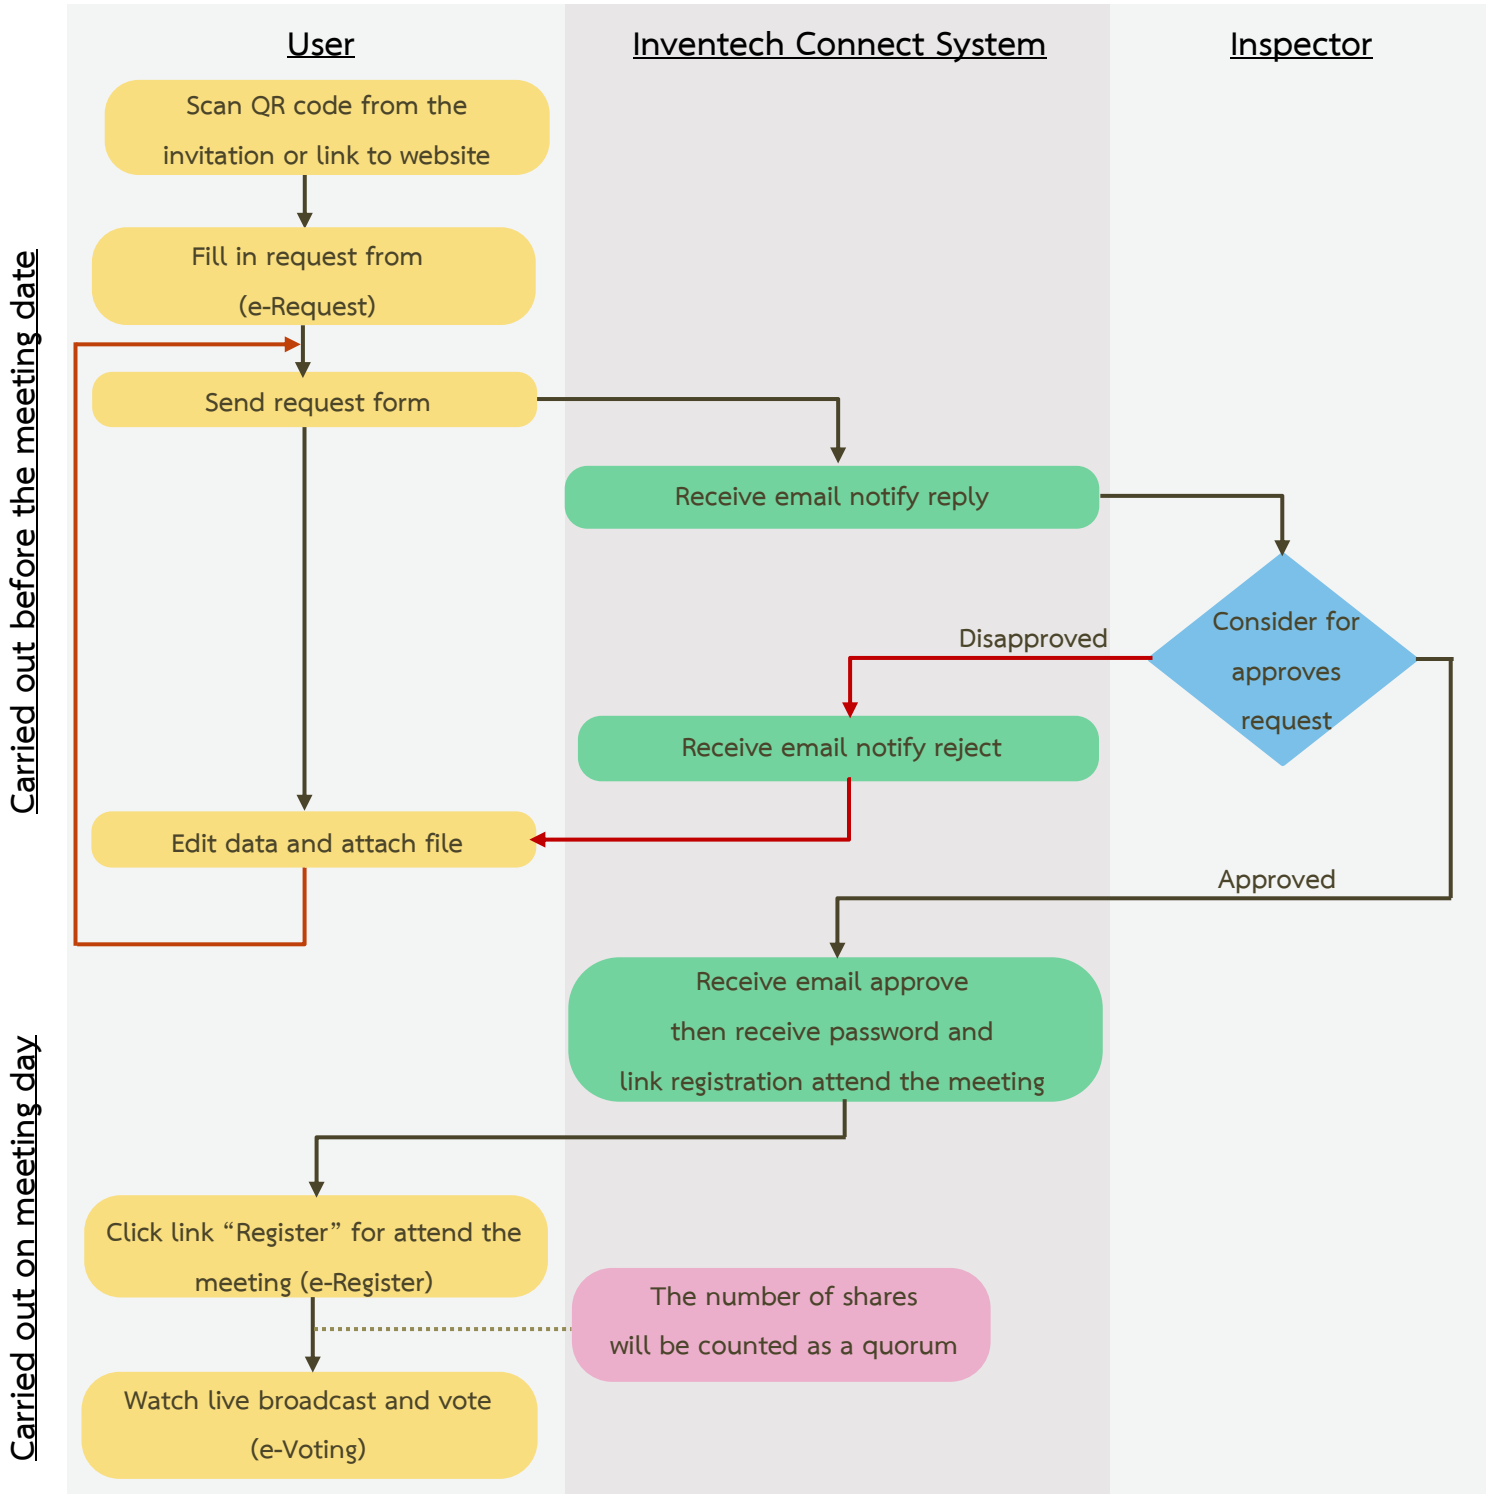 User
Inventech Connect System
Inspector
Carried out before the meeting date
Scan QR code from the
invitation or link to website
Fill in request from
(e-Request)
Send request form
Receive email notify reply
Consider for
approves
request
Disapproved
Receive email notify reject
Edit data and attach file
Approved
Receive email approve
then receive password and
link registration attend the meeting
Carried out on meeting day
Click link “Register” for attend the
meeting (e-Register)
The number of shares
will be counted as a quorum
Watch live broadcast and vote
(e-Voting)